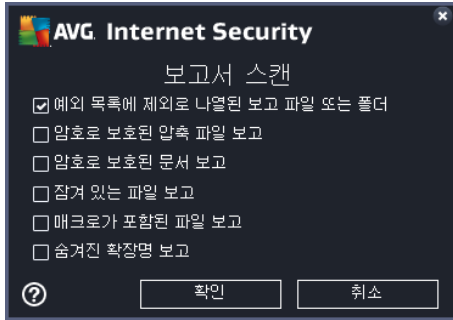 AVG Internet Security
보고서 스캔
예외 목록에 제외로 나열된 보고 파일 또는 폴더
암호로 보호된 압축 파일 보고
암호로 보호된 문서 보고
잠겨 있는 파일 보고
매크로가 포함된 파일 보고
숨겨진 확장명 보고
? 확인 취소